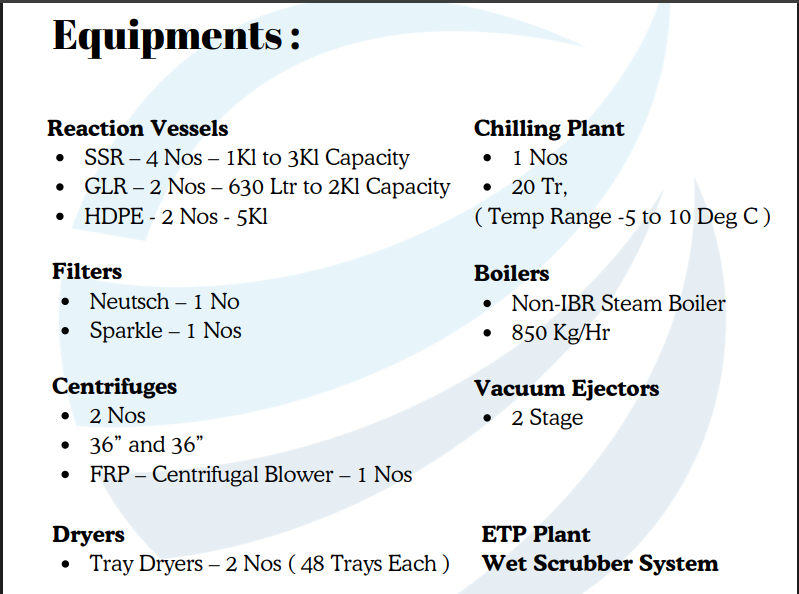 Equipments :
Reaction Vessels
• SSR – 4 Nos – 1Kl to 3Kl Capacity
• GLR – 2 Nos – 630 Ltr to 2Kl Capacity
• HDPE - 2 Nos - 5Kl
Filters
• Neutsch – 1 No
• Sparkle – 1 Nos
Centrifuges
• 2 Nos
• 36” and 36”
• FRP – Centrifugal Blower – 1 Nos
Dryers
• Tray Dryers – 2 Nos ( 48 Trays Each )
Chilling Plant
• 1 Nos
• 20 Tr,
( Temp Range -5 to 10 Deg C )
Boilers
• Non-IBR Steam Boiler
• 850 Kg/Hr
Vacuum Ejectors
• 2 Stage
ETP Plant
Wet Scrubber System